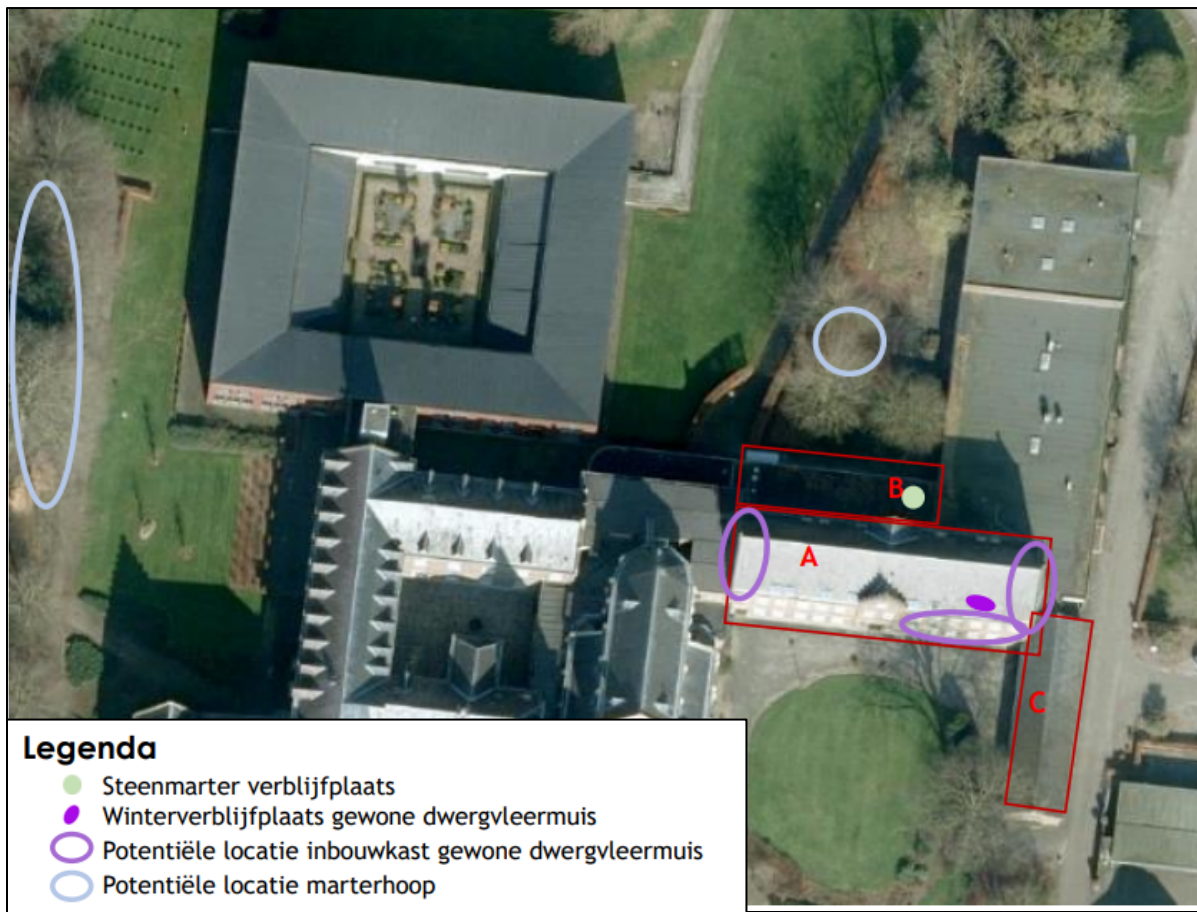 B
A
C
Legenda
Steenmarter verblijfplaats
Winterverblijfplaats gewone dwergvleermuis
Potentiële locatie inbouwkast gewone dwergvleermuis
Potentiële locatie marterhoop